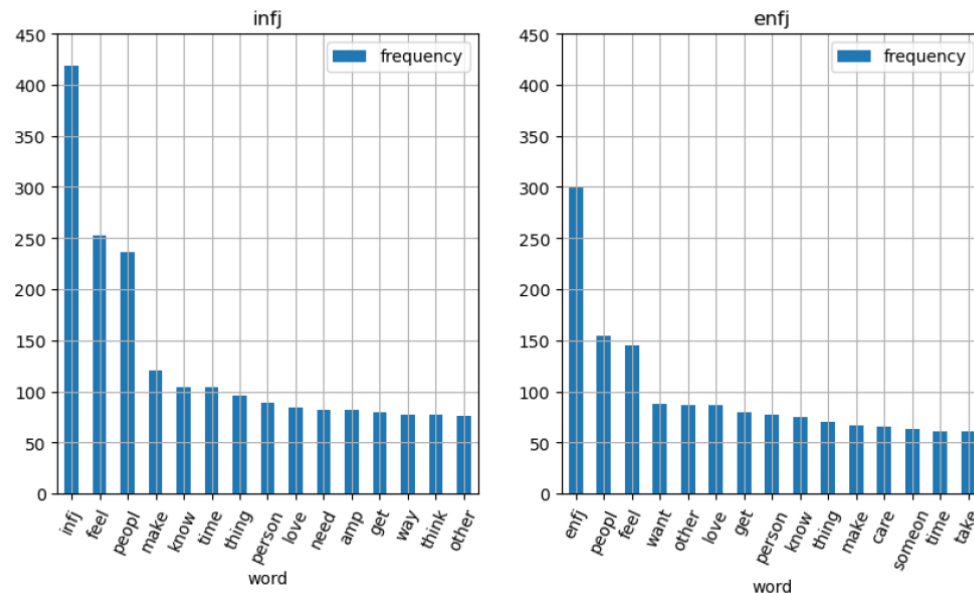 infj
450
400
350
300
250
200
150
100
50
0
frequency
infj
feel
peopl
make
know
time
thing
person
love
need
amp
get
way
think
other
word
enfj
450
400
350
300
250
200
150
100
50
0
frequency
enfj
peopl
feel
want
other
love
get
person
know
thing
make
care
someon
time
take
word